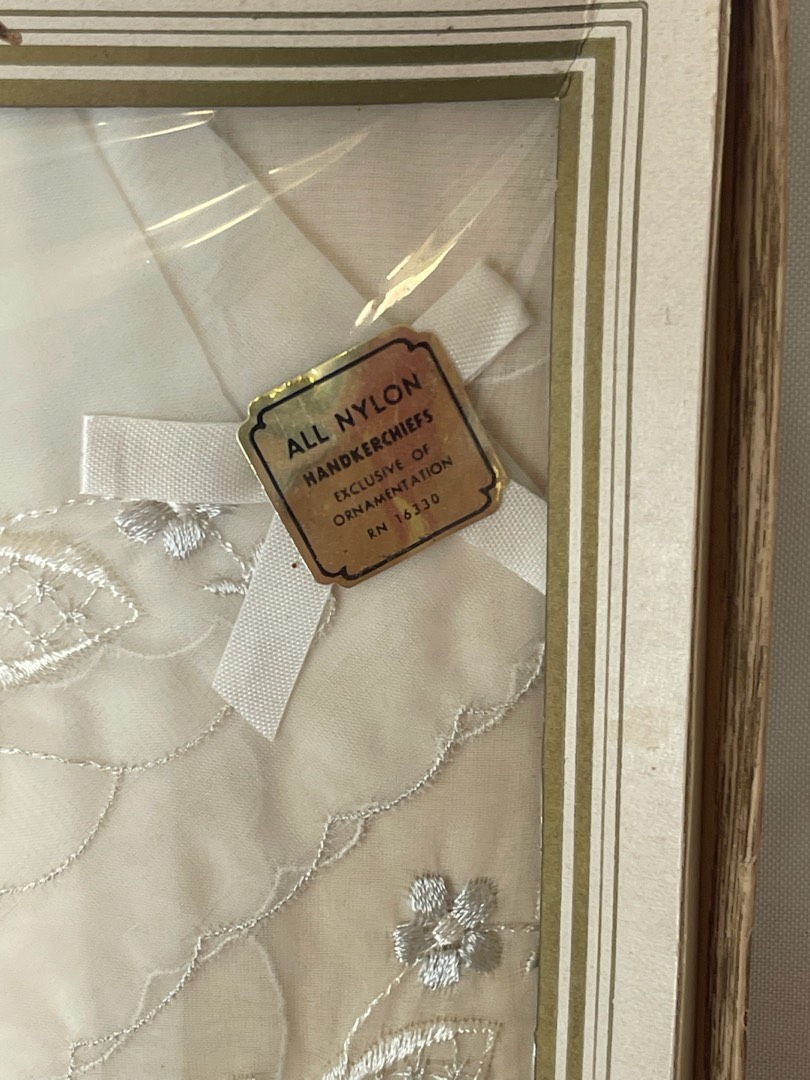 ALL NYLON
HANDKERCHIEFS
EXCLUSIVE OF
ORNAMENTATION
RN 16330